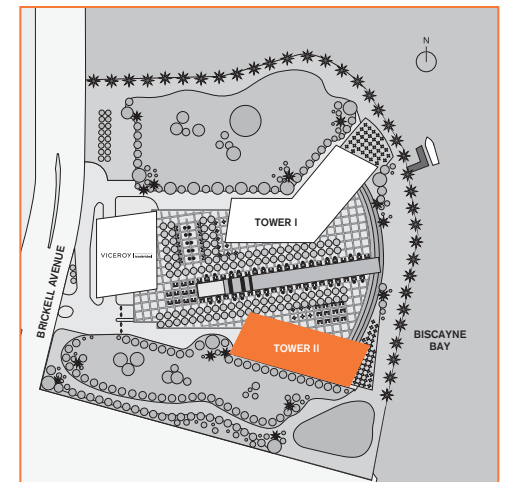 N
TOWER I
VICEROY
BRICKELL AVENUE
BISCAYNE
BAY
TOWER II